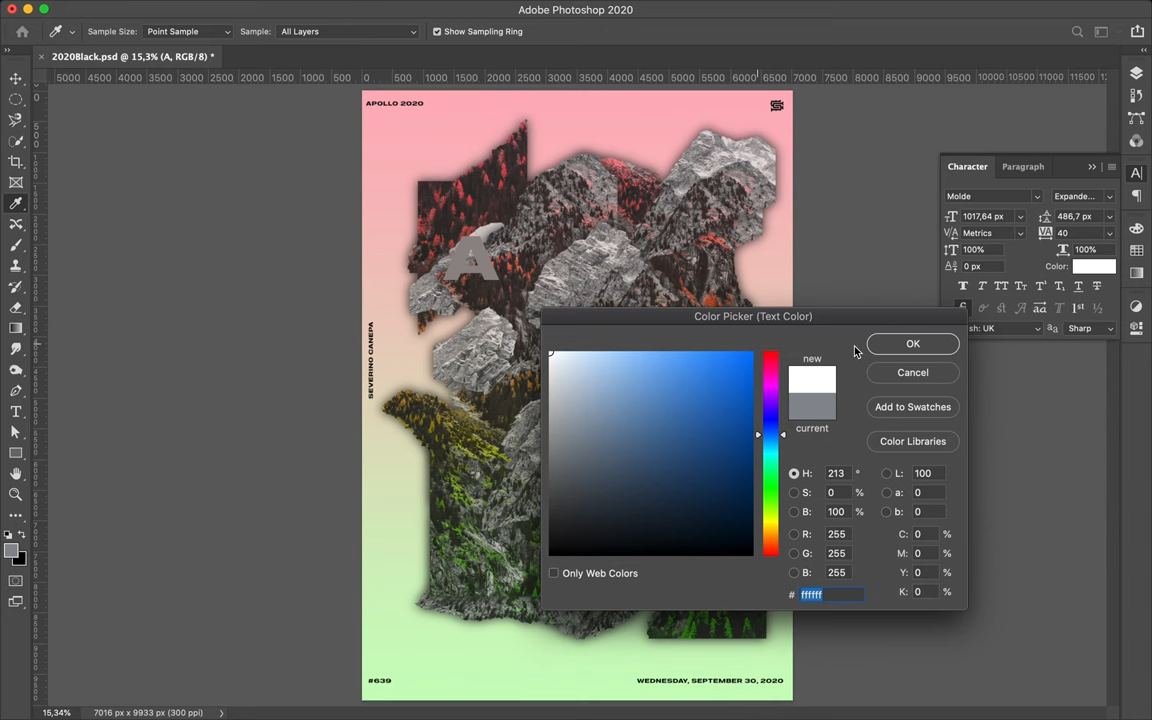 Adobe Photoshop 2020
Sample Size: Point Sample Sample: All Layers Show Sampling Ring
2020Black.psd @ 15,3% (A, RGB/8) *
5000 4500 4000 3500 3000 2500 2000 1500 1000 500 0 500 1000 1500 2000 2500 3000 3500 4000 4500 5000 5500 6000 6500 7000 7500 8000 8500 9000 9500 10000 10500 11000 11500
APOLLO 2020
A
SEVERINO CANEPA
#639
WEDNESDAY, SEPTEMBER 30, 2020
Character Paragraph
Molde Expande...
1017,64 px 486,7 px
Metrics 40
100% 100%
0 px Color:
sh: UK Sharp
Color Picker (Text Color)
new
current
OK
Cancel
Add to Swatches
Color Libraries
H: 213 ° L: 100
S: 0 % a: 0
B: 100 % b: 0
R: 255 C: 0 %
G: 255 M: 0 %
B: 255 Y: 0 %
# ffffff K: 0 %
Only Web Colors
15,34% 7016 px x 9933 px (300 ppi)